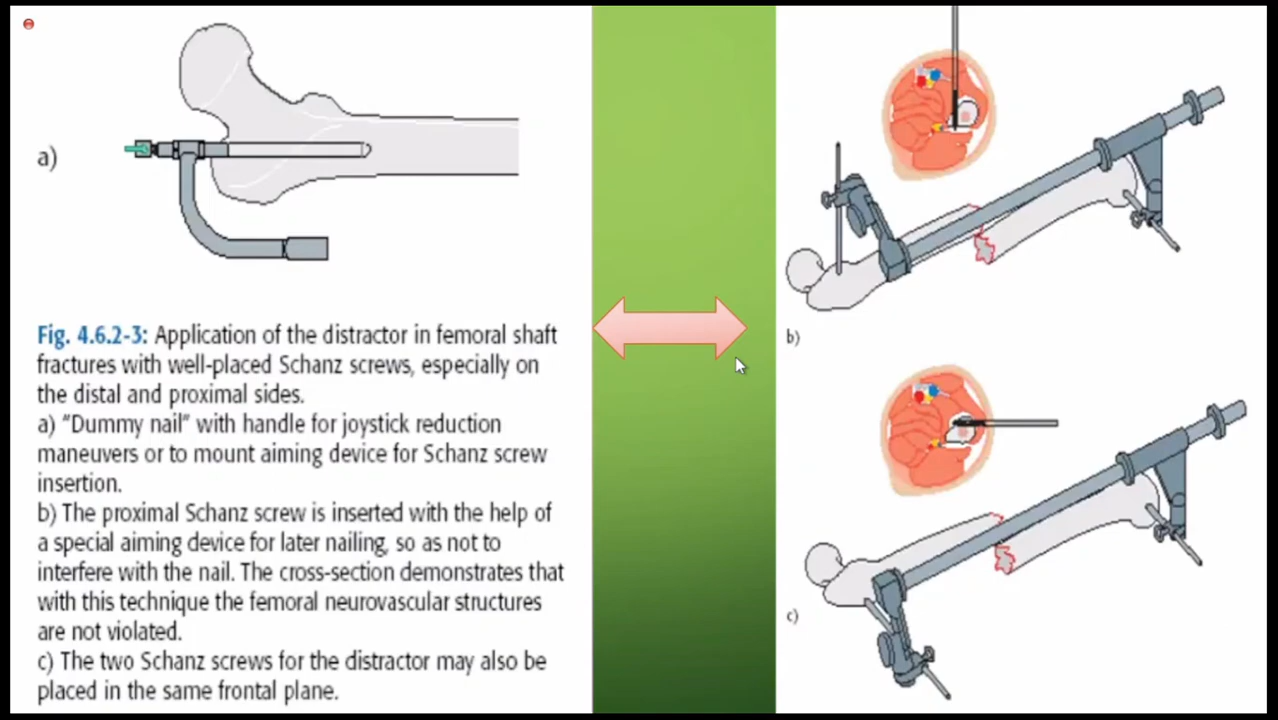 a)
Fig. 4.6.2-3: Application of the distractor in femoral shaft
fractures with well-placed Schanz screws, especially on
the distal and proximal sides.
a) “Dummy nail” with handle for joystick reduction
maneuvers or to mount aiming device for Schanz screw
insertion.
b) The proximal Schanz screw is inserted with the help of
a special aiming device for later nailing, so as not to
interfere with the nail. The cross-section demonstrates that
with this technique the femoral neurovascular structures
are not violated.
c) The two Schanz screws for the distractor may also be
placed in the same frontal plane.
b)
c)